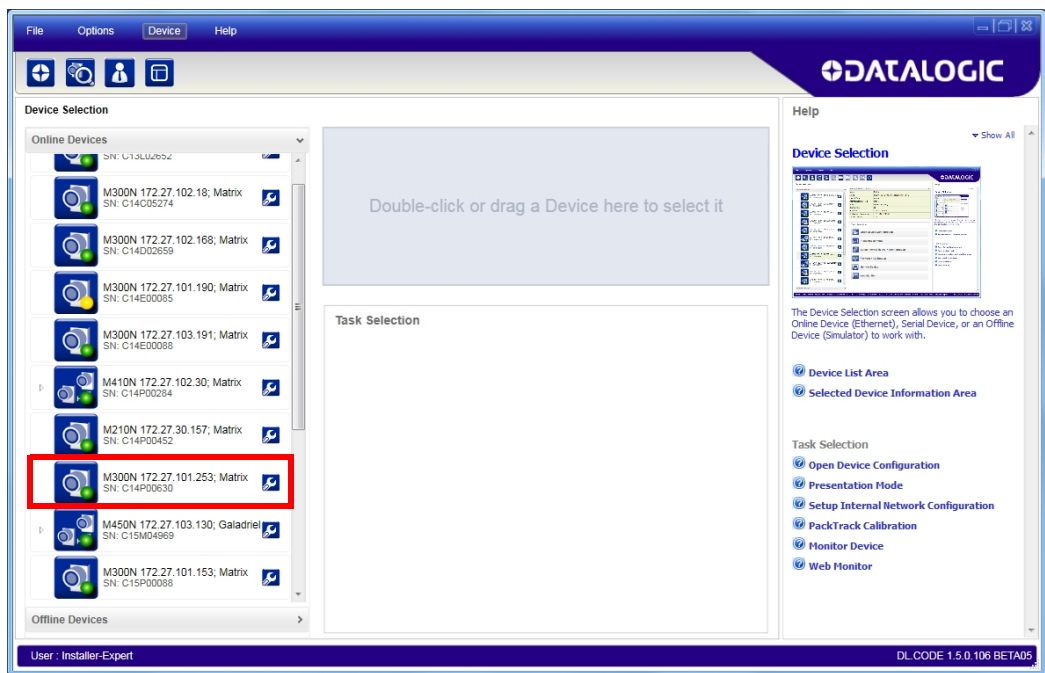 File Options Device Help
DATALOGIC
Device Selection
Online Devices
SN: C13L02652
M300N 172.27.102.18; Matrix
SN: C14C05274
M300N 172.27.102.168; Matrix
SN: C14D02659
M300N 172.27.101.190; Matrix
SN: C14E00085
M300N 172.27.103.191; Matrix
SN: C14E00088
M410N 172.27.102.30; Matrix
SN: C14P00284
M210N 172.27.30.157; Matrix
SN: C14P00452
M300N 172.27.101.253; Matrix
SN: C14P00630
M450N 172.27.103.130; Galadriel
SN: C15M04969
M300N 172.27.101.153; Matrix
SN: C15P00088
Offline Devices
Double-click or drag a Device here to select it
Task Selection
Help
Show All
Device Selection
DATALOGIC
The Device Selection screen allows you to choose an
Online Device (Ethernet), Serial Device, or an Offline
Device (Simulator) to work with.
Device List Area
Selected Device Information Area
Task Selection
Open Device Configuration
Presentation Mode
Setup Internal Network Configuration
PackTrack Calibration
Monitor Device
Web Monitor
User : Installer-Expert
DL.CODE 1.5.0.106 BETA05